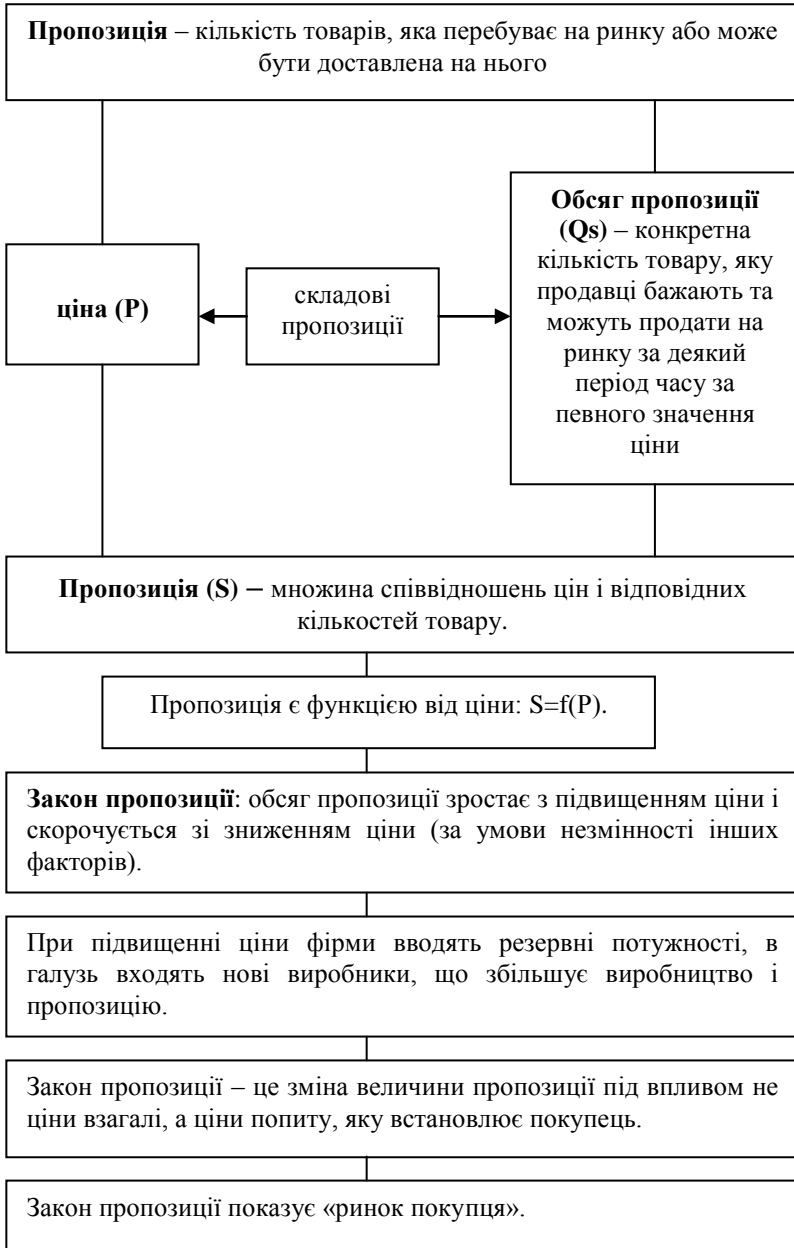 Пропозиція – кількість товарів, яка перебуває на ринку або може
бути доставлена на нього
ціна (P)
складові
пропозиції
Обсяг пропозиції
(Qs) – конкретна
кількість товару, яку
продавці бажають та
можуть продати на
ринку за деякий
період часу за
певного значення
ціни
Пропозиція (S) – множина співвідношень цін і відповідних
кількостей товару.
Пропозиція є функцією від ціни: S=f(P).
Закон пропозиції: обсяг пропозиції зростає з підвищенням ціни і
скорочується зі зниженням ціни (за умови незмінності інших
факторів).
При підвищенні ціни фірми вводять резервні потужності, в
галузь входять нові виробники, що збільшує виробництво і
пропозицію.
Закон пропозиції – це зміна величини пропозиції під впливом не
ціни взагалі, а ціни попиту, яку встановлює покупець.
Закон пропозиції показує «ринок покупця».